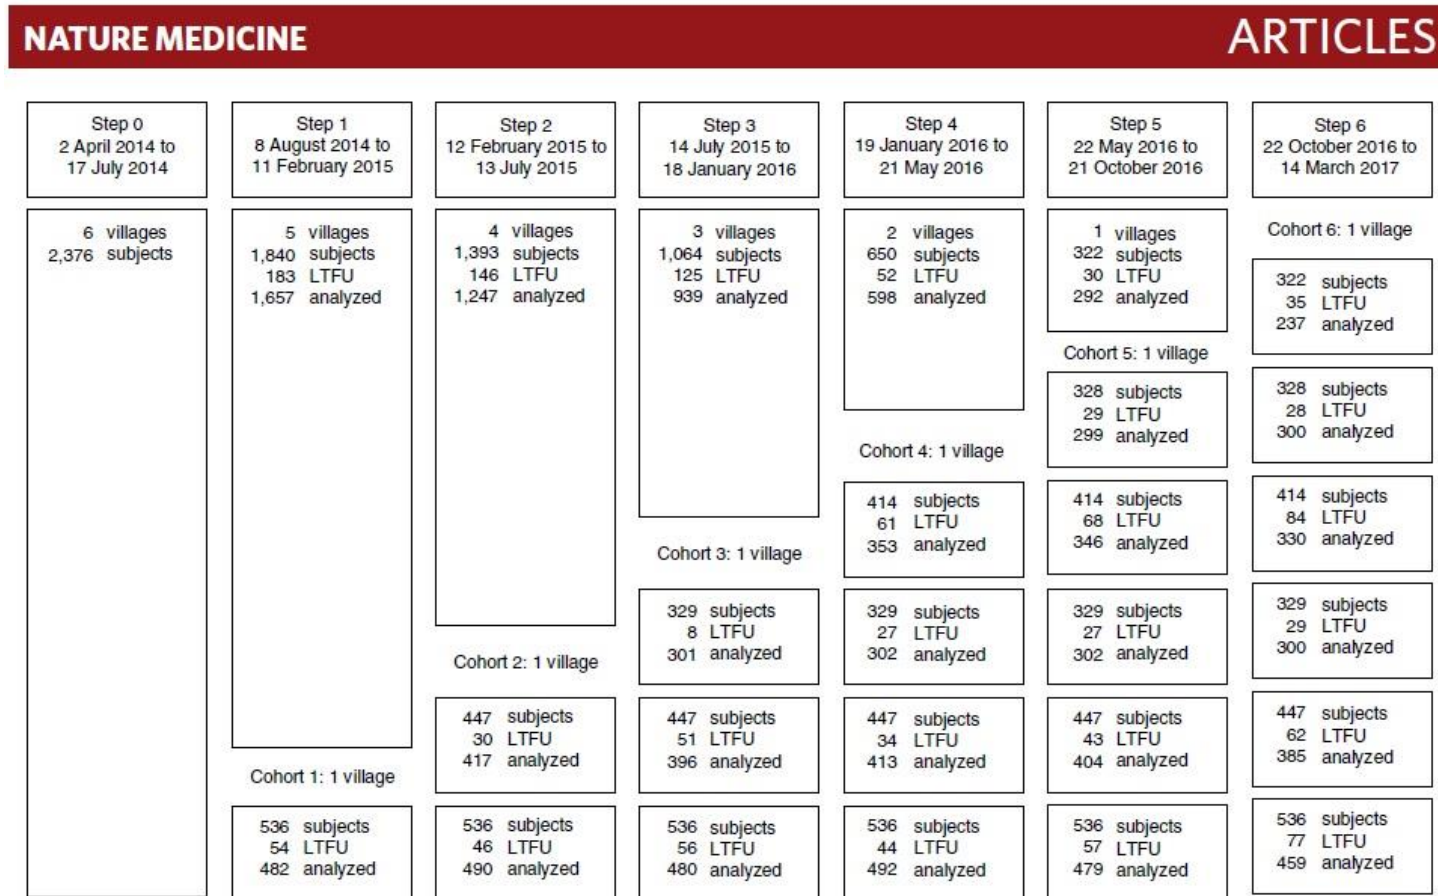 NATURE MEDICINE
ARTICLES
Step 0
2 April 2014 to
17 July 2014
6 villages
2,376 subjects
Step 1
8 August 2014 to
11 February 2015
5 villages
1,840 subjects
183 LTFU
1,657 analyzed
Cohort 1: 1 village
536 subjects
54 LTFU
482 analyzed
Step 2
12 February 2015 to
13 July 2015
4 villages
1,393 subjects
146 LTFU
1,247 analyzed
Cohort 2: 1 village
447 subjects
30 LTFU
417 analyzed
536 subjects
46 LTFU
490 analyzed
Step 3
14 July 2015 to
18 January 2016
3 villages
1,064 subjects
125 LTFU
939 analyzed
Cohort 3: 1 village
329 subjects
8 LTFU
301 analyzed
447 subjects
51 LTFU
396 analyzed
536 subjects
56 LTFU
480 analyzed
Step 4
19 January 2016 to
21 May 2016
2 villages
650 subjects
52 LTFU
598 analyzed
Cohort 4: 1 village
414 subjects
61 LTFU
353 analyzed
329 subjects
27 LTFU
302 analyzed
447 subjects
34 LTFU
413 analyzed
536 subjects
44 LTFU
492 analyzed
Step 5
22 May 2016 to
21 October 2016
1 villages
322 subjects
30 LTFU
292 analyzed
Cohort 5: 1 village
328 subjects
29 LTFU
299 analyzed
414 subjects
68 LTFU
346 analyzed
329 subjects
27 LTFU
302 analyzed
447 subjects
43 LTFU
404 analyzed
536 subjects
57 LTFU
479 analyzed
Step 6
22 October 2016 to
14 March 2017
Cohort 6: 1 village
322 subjects
35 LTFU
237 analyzed
328 subjects
28 LTFU
300 analyzed
414 subjects
84 LTFU
330 analyzed
329 subjects
29 LTFU
300 analyzed
447 subjects
62 LTFU
385 analyzed
536 subjects
77 LTFU
459 analyzed